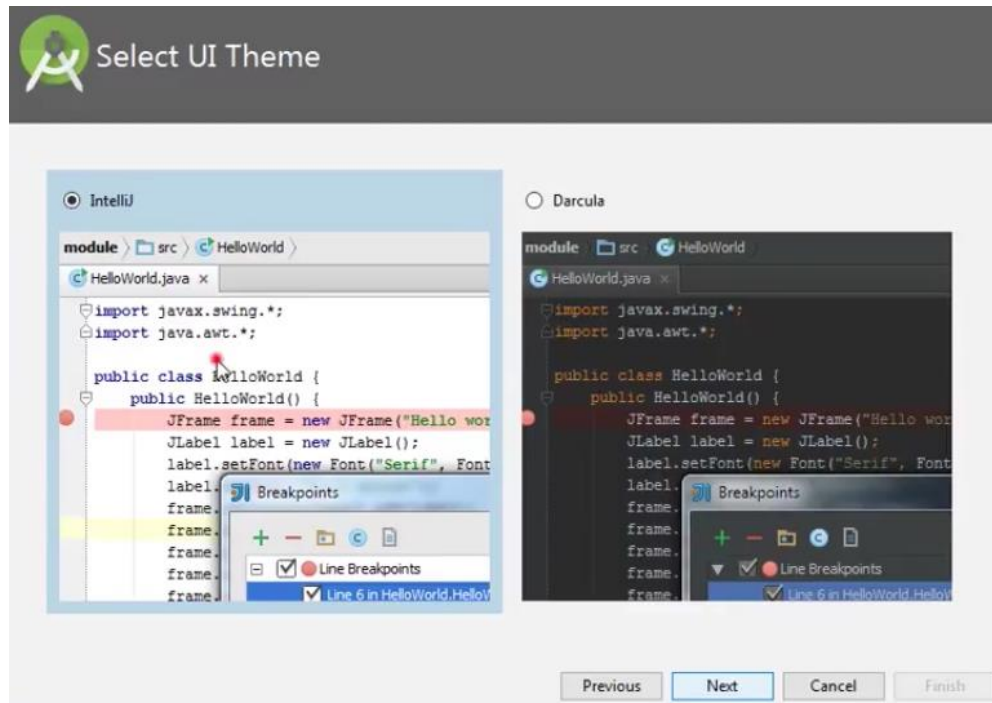 Select UI Theme
IntelliJ
module src HelloWorld
HelloWorld.java ×
import javax.swing.*;
import java.awt.*;
public class HelloWorld {
public HelloWorld() {
JFrame frame = new JFrame("Hello wor
JLabel label = new JLabel();
label.setFont(new Font("Serif", Font
label.
frame.
frame.
frame.
frame.
frame.
Breakpoints
Line Breakpoints
Line 6 in HelloWorld.HelloW
Darcula
module src HelloWorld
HelloWorld.java ×
import javax.swing.*;
import java.awt.*;
public class HelloWorld {
public HelloWorld() {
JFrame frame = new JFrame("Hello wor
JLabel label = new JLabel();
label.setFont(new Font("Serif", Font
label.
frame.
frame.
frame.
frame.
frame.
Breakpoints
Line Breakpoints
Line 6 in HelloWorld.HelloW
Previous Next Cancel Finish